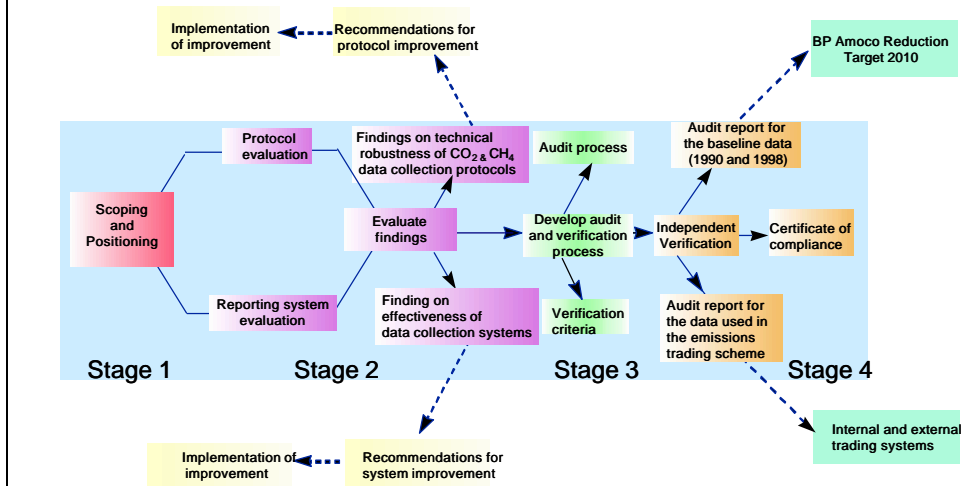 Implementation
of improvement
Recommendations for
protocol improvement
BP Amoco Reduction
Target 2010
Protocol
evaluation
Findings on technical
robustness of CO2 & CH4
data collection protocols
Audit process
Audit report for
the baseline data
(1990 and 1998)
Scoping
and
Positioning
Evaluate
findings
Develop audit
and verification
process
Independent
Verification
Certificate of
compliance
Reporting system
evaluation
Finding on
effectiveness of
data collection systems
Verification
criteria
Audit report for
the data used in
the emissions
trading scheme
Stage 1
Stage 2
Stage 3
Stage 4
Implementation of
improvement
Recommendations for
system improvement
Internal and external
trading systems